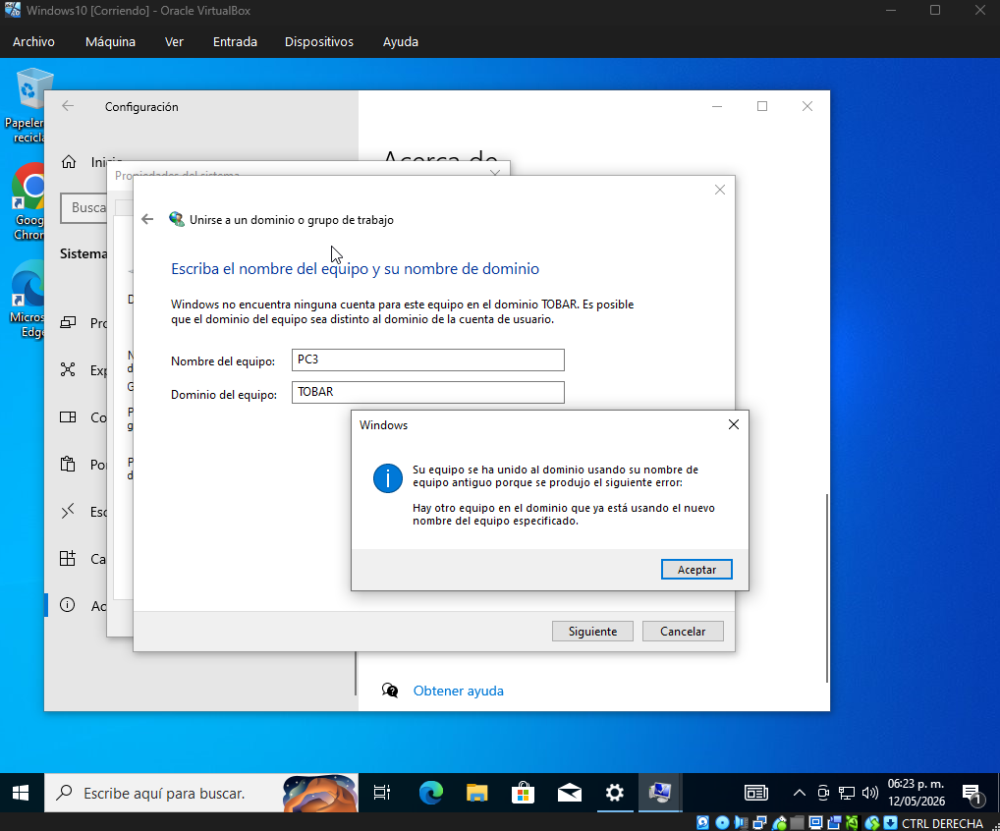 Windows10 [Corriendo] - Oracle VirtualBox
Archivo Máquina Ver Entrada Dispositivos Ayuda
Papeler
recicla
Goog
Chron
Micros
Edge
Configuración
Inicio
Busca
Sistema
Pro
Exp
Co
Por
Esc
Ca
Ac
Acerca de
Propiedades del sistema
Unirse a un dominio o grupo de trabajo
Escriba el nombre del equipo y su nombre de dominio
Windows no encuentra ninguna cuenta para este equipo en el dominio TOBAR. Es posible
que el dominio del equipo sea distinto al dominio de la cuenta de usuario.
Nombre del equipo: PC3
Dominio del equipo: TOBAR
Windows
Su equipo se ha unido al dominio usando su nombre de
equipo antiguo porque se produjo el siguiente error:
Hay otro equipo en el dominio que ya está usando el nuevo
nombre del equipo especificado.
Aceptar
Siguiente Cancelar
Obtener ayuda
Escribe aquí para buscar.
06:23 p. m.
12/05/2026
1
CTRL DERECHA